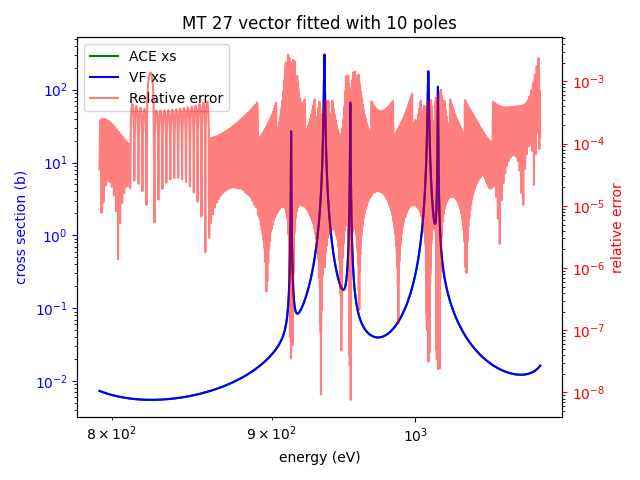 MT 27 vector fitted with 10 poles
ACE xs
VF xs
Relative error
10²
10¹
10⁰
10⁻¹
10⁻²
cross section (b)
10⁻³
10⁻⁴
10⁻⁵
10⁻⁶
10⁻⁷
10⁻⁸
relative error
8 × 10²
9 × 10²
10³
energy (eV)